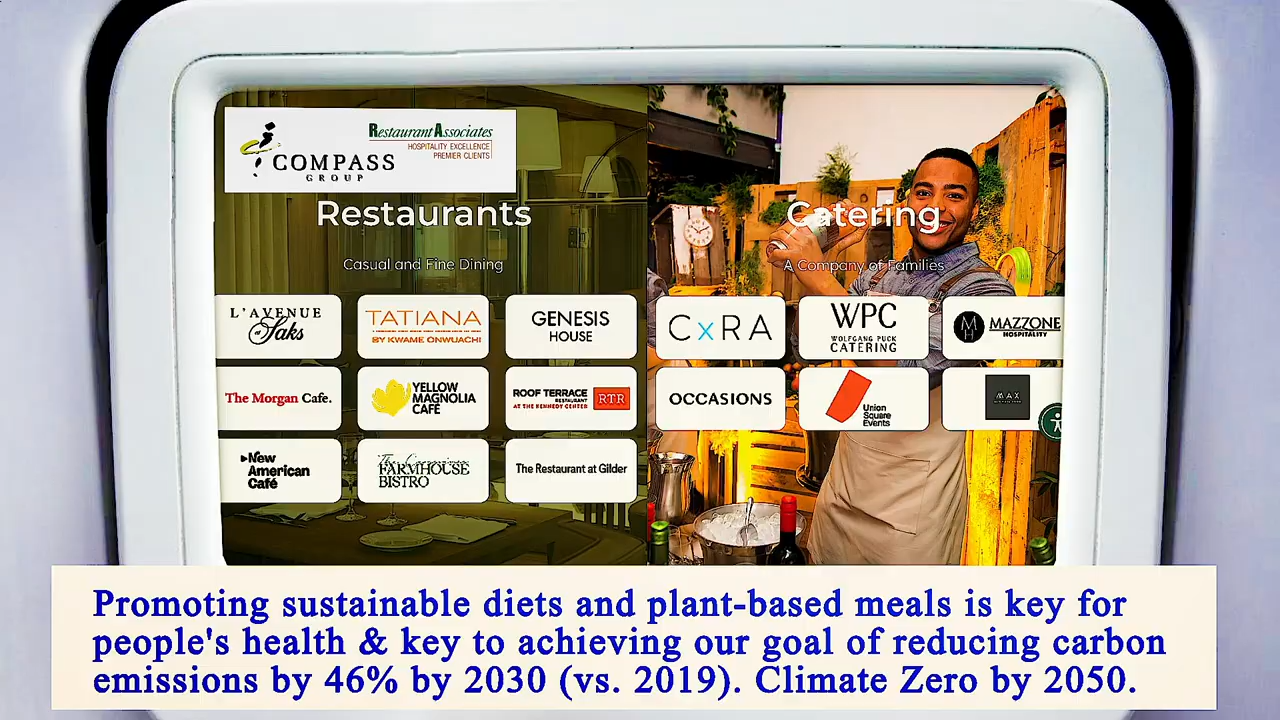 COMPASS
GROUP
Restaurant Associates
HOSPITALITY EXCELLENCE
PREMIER CLIENTS
Restaurants
Casual and Fine Dining
L'AVENUE
at Saks
TATIANA
BY KWAME ONWUACHI
GENESIS
HOUSE
The Morgan Cafe.
YELLOW
MAGNOLIA
CAFÉ
ROOF TERRACE
RESTAURANT
AT THE KENNEDY CENTER
RTR
New
American
Café
FARMHOUSE
BISTRO
The Restaurant at Gilder
Catering
A Company of Families
CxRA
WPC
WOLFGANG PUCK
CATERING
MH
MAZZONE
HOSPITALITY
OCCASIONS
Union
Square
Events
MAX
Promoting sustainable diets and plant-based meals is key for
people's health & key to achieving our goal of reducing carbon
emissions by 46% by 2030 (vs. 2019). Climate Zero by 2050.